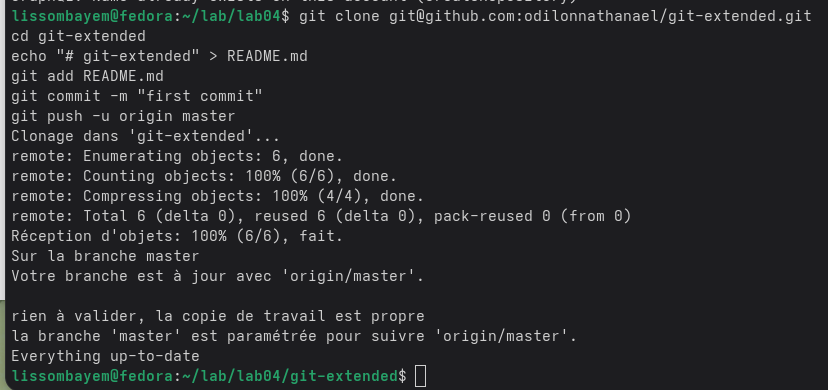 lissombayem@fedora:~/lab/lab04$ git clone git@github.com:odilonnathanael/git-extended.git
cd git-extended
echo "# git-extended" > README.md
git add README.md
git commit -m "first commit"
git push -u origin master
Clonage dans 'git-extended'...
remote: Enumerating objects: 6, done.
remote: Counting objects: 100% (6/6), done.
remote: Compressing objects: 100% (4/4), done.
remote: Total 6 (delta 0), reused 6 (delta 0), pack-reused 0 (from 0)
Réception d'objets: 100% (6/6), fait.
Sur la branche master
Votre branche est à jour avec 'origin/master'.

rien à valider, la copie de travail est propre
la branche 'master' est paramétrée pour suivre 'origin/master'.
Everything up-to-date
lissombayem@fedora:~/lab/lab04/git-extended$